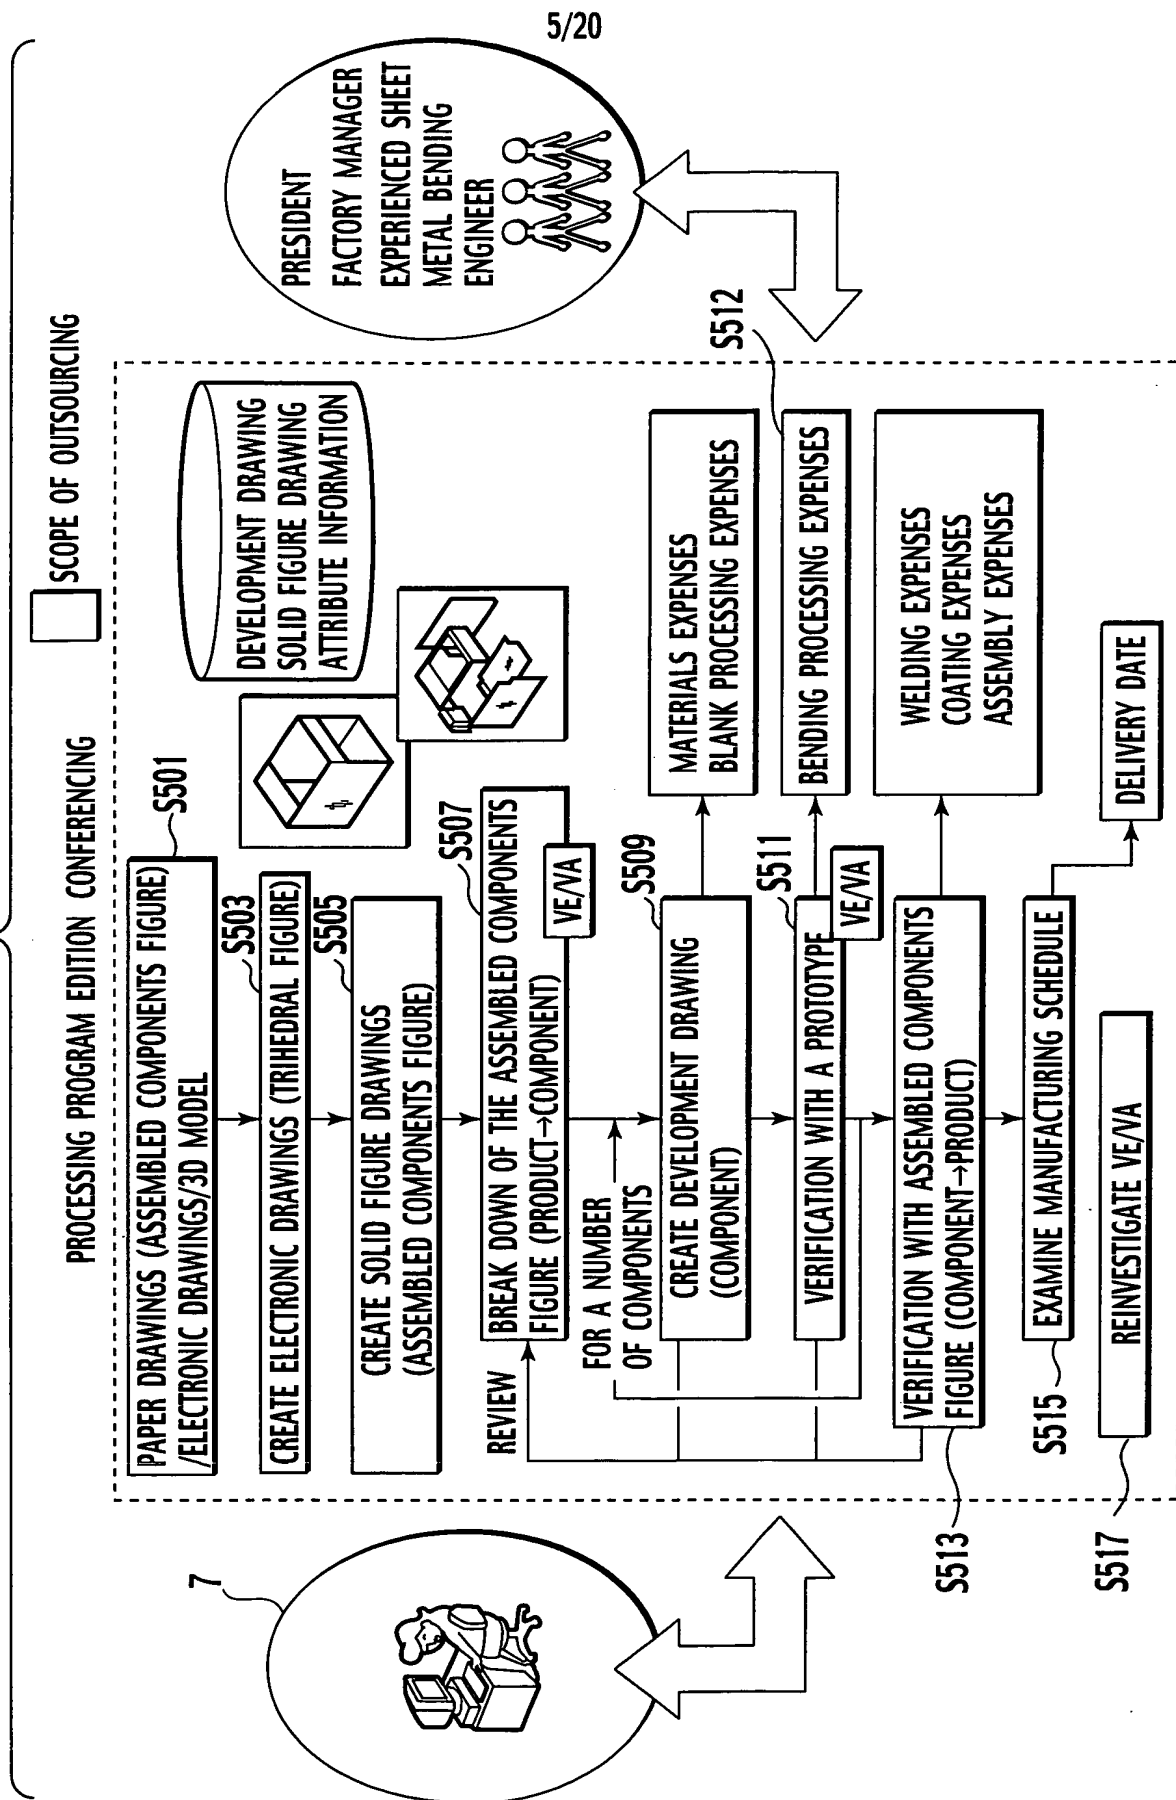 5/20
PROCESSING PROGRAM EDITION CONFERENCING
SCOPE OF OUTSOURCING
PAPER DRAWINGS (ASSEMBLED COMPONENTS FIGURE)
/ELECTRONIC DRAWINGS/3D MODEL
S501
CREATE ELECTRONIC DRAWINGS (TRIHEDRAL FIGURE)
S503
CREATE SOLID FIGURE DRAWINGS
(ASSEMBLED COMPONENTS FIGURE)
S505
DEVELOPMENT DRAWING
SOLID FIGURE DRAWING
ATTRIBUTE INFORMATION
REVIEW
BREAK DOWN OF THE ASSEMBLED COMPONENTS
FIGURE (PRODUCT→COMPONENT)
S507
VE/VA
FOR A NUMBER
OF COMPONENTS
CREATE DEVELOPMENT DRAWING
(COMPONENT)
S509
MATERIALS EXPENSES
BLANK PROCESSING EXPENSES
VERIFICATION WITH A PROTOTYPE
S511
VE/VA
BENDING PROCESSING EXPENSES
S512
VERIFICATION WITH ASSEMBLED COMPONENTS
FIGURE (COMPONENT→PRODUCT)
S513
WELDING EXPENSES
COATING EXPENSES
ASSEMBLY EXPENSES
EXAMINE MANUFACTURING SCHEDULE
S515
DELIVERY DATE
REINVESTIGATE VE/VA
S517
7
PRESIDENT
FACTORY MANAGER
EXPERIENCED SHEET
METAL BENDING
ENGINEER